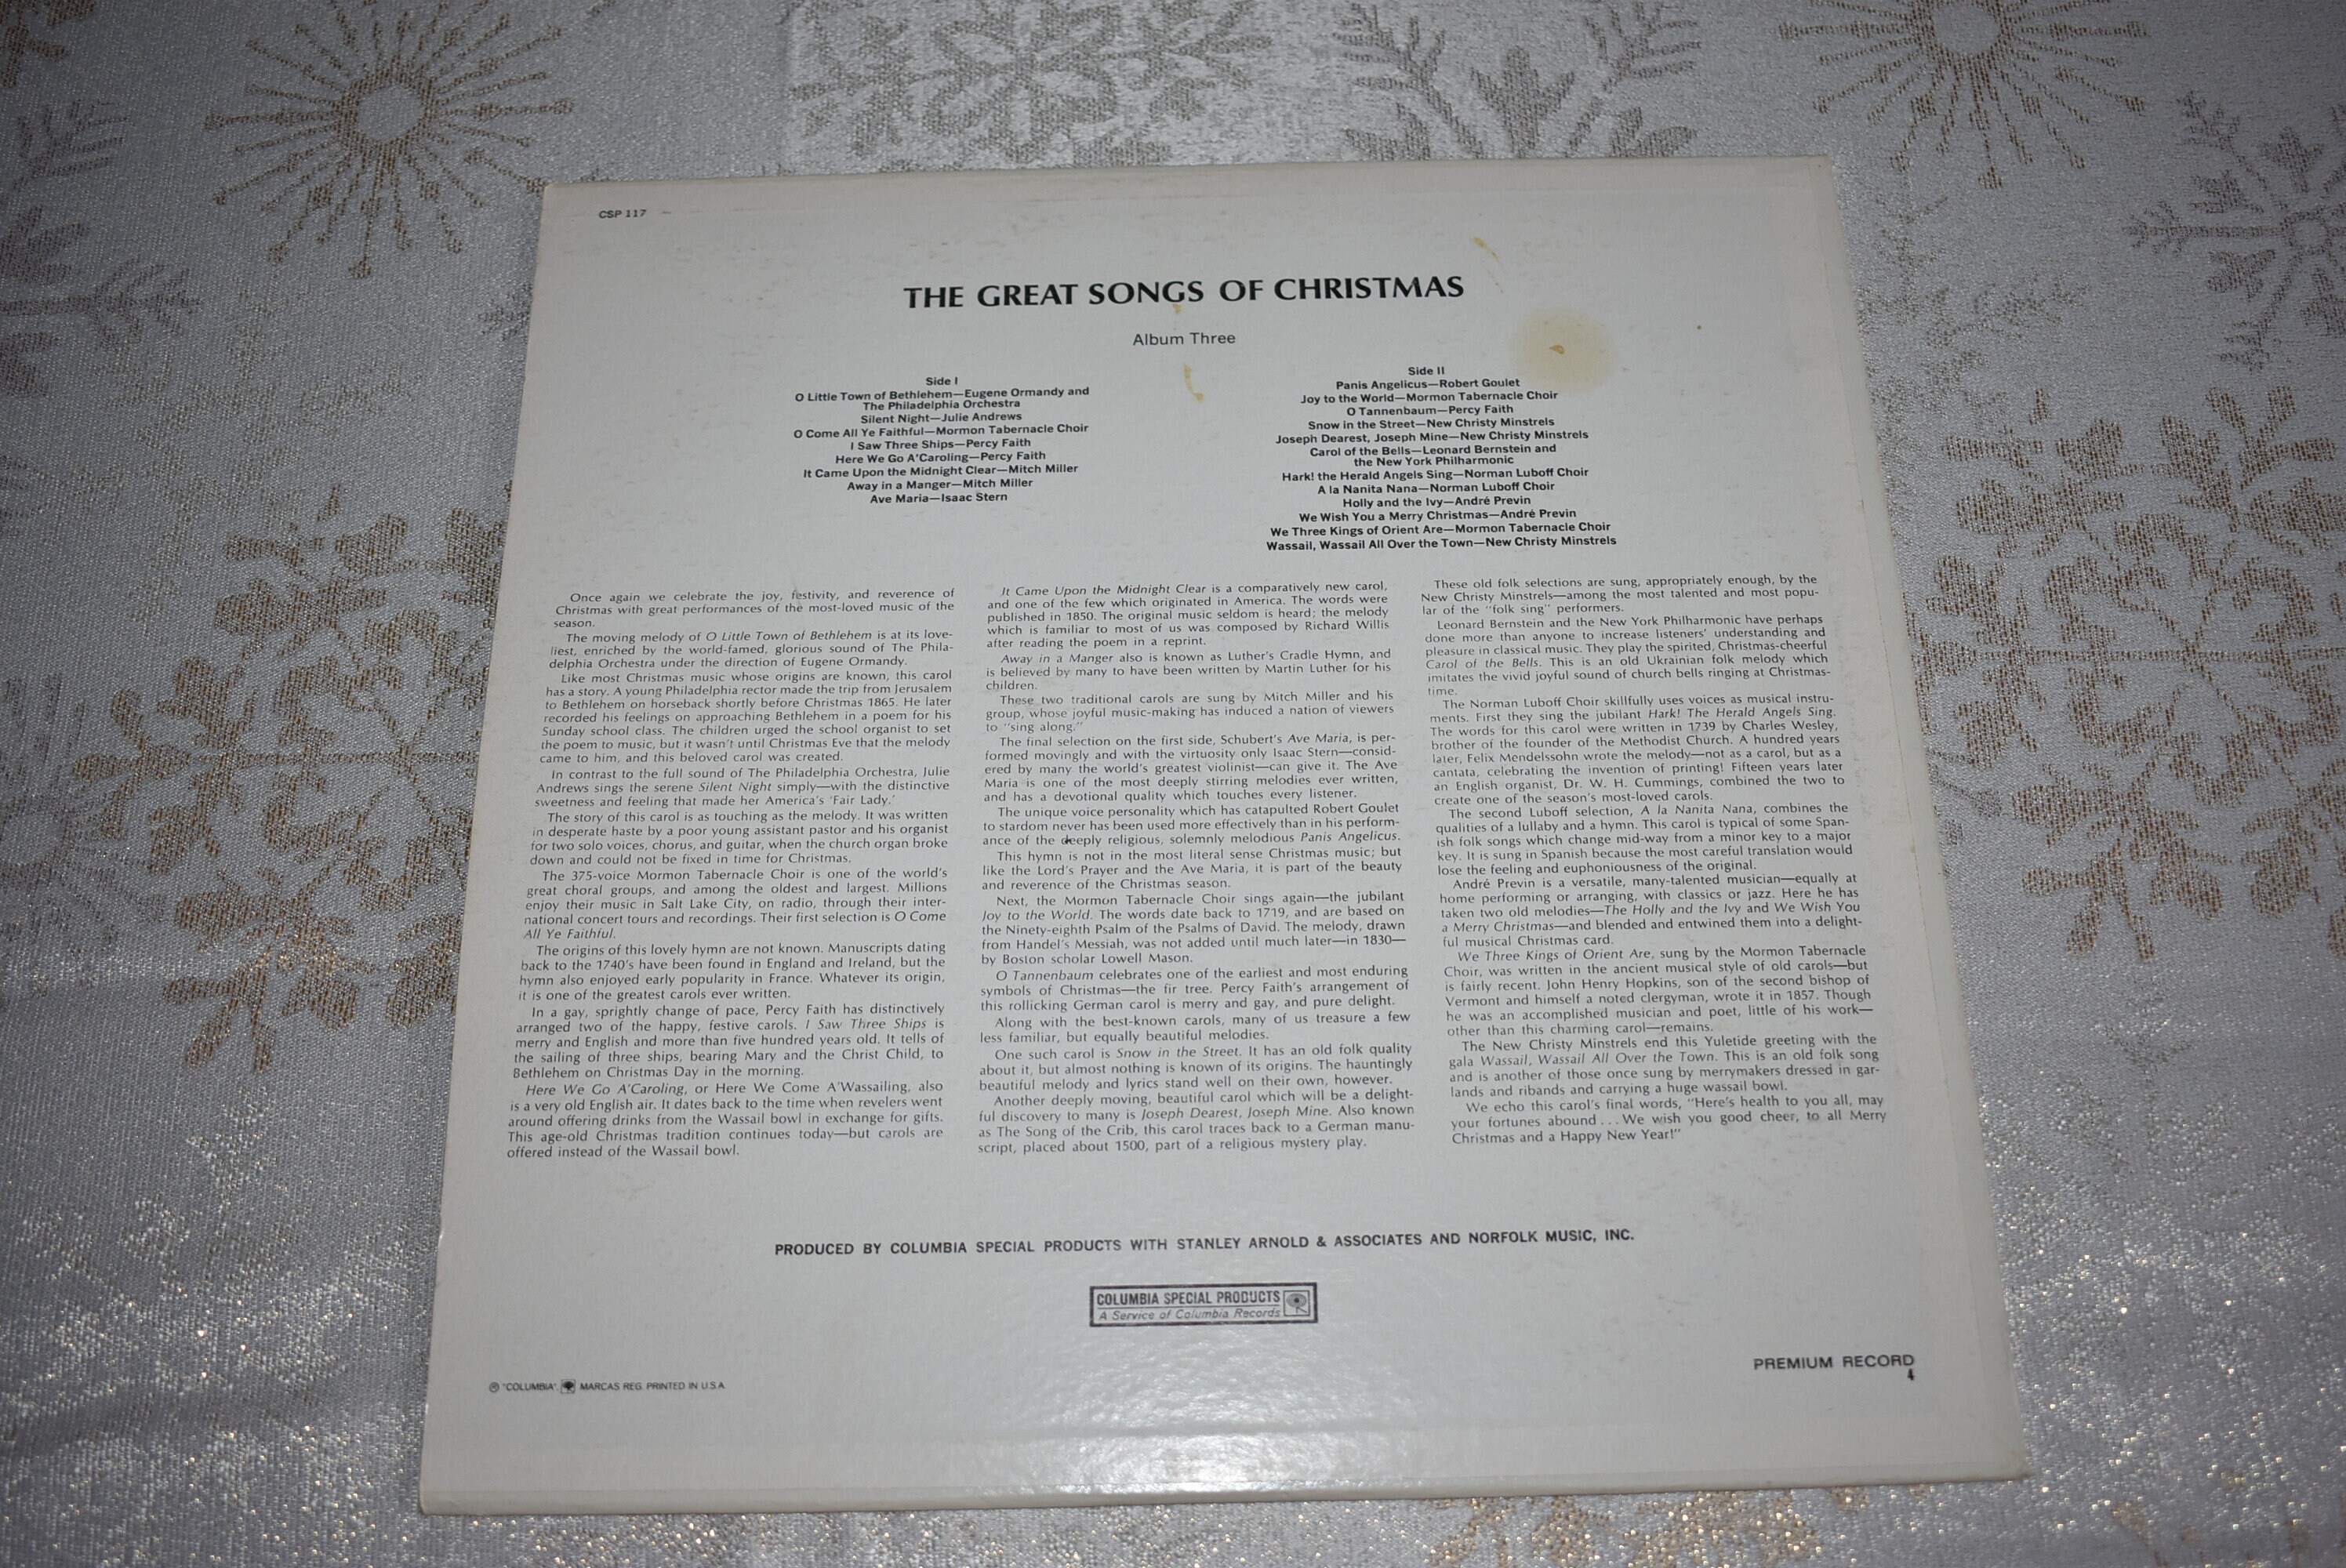 CSP 117
THE GREAT SONGS OF CHRISTMAS
Album Three
Side I
O Little Town of Bethlehem—Eugene Ormandy and
The Philadelphia Orchestra
Silent Night—Julie Andrews
O Come All Ye Faithful—Mormon Tabernacle Choir
I Saw Three Ships—Percy Faith
Here We Go A'Caroling—Percy Faith
It Came Upon the Midnight Clear—Mitch Miller
Away in a Manger—Mitch Miller
Ave Maria—Isaac Stern
Side II
Panis Angelicus—Robert Goulet
Joy to the World—Mormon Tabernacle Choir
O Tannenbaum—Percy Faith
Snow in the Street—New Christy Minstrels
Joseph Dearest, Joseph Mine—New Christy Minstrels
Carol of the Bells—Leonard Bernstein and
the New York Philharmonic
Hark! the Herald Angels Sing—Norman Luboff Choir
A la Nanita Nana—Norman Luboff Choir
Holly and the Ivy—André Previn
We Wish You a Merry Christmas—André Previn
We Three Kings of Orient Are—Mormon Tabernacle Choir
Wassail, Wassail All Over the Town—New Christy Minstrels
Once again we celebrate the joy, festivity, and reverence of
Christmas with great performances of the most-loved music of the
season.
The moving melody of O Little Town of Bethlehem is at its love-
liest, enriched by the world-famed, glorious sound of The Phila-
delphia Orchestra under the direction of Eugene Ormandy.
Like most Christmas music whose origins are known, this carol
has a story. A young Philadelphia rector made the trip from Jerusalem
to Bethlehem on horseback shortly before Christmas 1865. He later
recorded his feelings on approaching Bethlehem in a poem for his
Sunday school class. The children urged the school organist to set
the poem to music, but it wasn't until Christmas Eve that the melody
came to him, and this beloved carol was created.
In contrast to the full sound of The Philadelphia Orchestra, Julie
Andrews sings the serene Silent Night simply—with the distinctive
sweetness and feeling that made her America's 'Fair Lady.'
The story of this carol is as touching as the melody. It was written
in desperate haste by a poor young assistant pastor and his organist
for two solo voices, chorus, and guitar, when the church organ broke
down and could not be fixed in time for Christmas.
The 375-voice Mormon Tabernacle Choir is one of the world's
great choral groups, and among the oldest and largest. Millions
enjoy their music in Salt Lake City, on radio, through their inter-
national concert tours and recordings. Their first selection is O Come
All Ye Faithful.
The origins of this lovely hymn are not known. Manuscripts dating
back to the 1740's have been found in England and Ireland, but the
hymn also enjoyed early popularity in France. Whatever its origin,
it is one of the greatest carols ever written.
In a gay, sprightly change of pace, Percy Faith has distinctively
arranged two of the happy, festive carols. I Saw Three Ships is
merry and English and more than five hundred years old. It tells of
the sailing of three ships, bearing Mary and the Christ Child, to
Bethlehem on Christmas Day in the morning.
Here We Go A'Caroling, or Here We Come A'Wassailing, also
is a very old English air. It dates back to the time when revelers went
around offering drinks from the Wassail bowl in exchange for gifts.
This age-old Christmas tradition continues today—but carols are
offered instead of the Wassail bowl.
It Came Upon the Midnight Clear is a comparatively new carol,
and one of the few which originated in America. The words were
published in 1850. The original music seldom is heard; the melody
which is familiar to most of us was composed by Richard Willis
after reading the poem in a reprint.
Away in a Manger also is known as Luther's Cradle Hymn, and
is believed by many to have been written by Martin Luther for his
children.
These two traditional carols are sung by Mitch Miller and his
group, whose joyful music-making has induced a nation of viewers
to "sing along."
The final selection on the first side, Schubert's Ave Maria, is per-
formed movingly and with the virtuosity only Isaac Stern—consid-
ered by many the world's greatest violinist—can give it. The Ave
Maria is one of the most deeply stirring melodies ever written,
and has a devotional quality which touches every listener.
The unique voice personality which has catapulted Robert Goulet
to stardom never has been used more effectively than in his perform-
ance of the deeply religious, solemnly melodious Panis Angelicus.
This hymn is not in the most literal sense Christmas music; but
like the Lord's Prayer and the Ave Maria, it is part of the beauty
and reverence of the Christmas season.
Next, the Mormon Tabernacle Choir sings again—the jubilant
Joy to the World. The words date back to 1719, and are based on
the Ninety-eighth Psalm of the Psalms of David. The melody, drawn
from Handel's Messiah, was not added until much later—in 1830—
by Boston scholar Lowell Mason.
O Tannenbaum celebrates one of the earliest and most enduring
symbols of Christmas—the fir tree. Percy Faith's arrangement of
this rollicking German carol is merry and gay, and pure delight.
Along with the best-known carols, many of us treasure a few
less familiar, but equally beautiful melodies.
One such carol is Snow in the Street. It has an old folk quality
about it, but almost nothing is known of its origins. The hauntingly
beautiful melody and lyrics stand well on their own, however.
Another deeply moving, beautiful carol which will be a delight-
ful discovery to many is Joseph Dearest, Joseph Mine. Also known
as The Song of the Crib, this carol traces back to a German manu-
script, placed about 1500, part of a religious mystery play.
These old folk selections are sung, appropriately enough, by the
New Christy Minstrels—among the most talented and most popu-
lar of the "folk sing" performers.
Leonard Bernstein and the New York Philharmonic have perhaps
done more than anyone to increase listeners' understanding and
pleasure in classical music. They play the spirited, Christmas-cheerful
Carol of the Bells. This is an old Ukrainian folk melody which
imitates the vivid joyful sound of church bells ringing at Christmas-
time.
The Norman Luboff Choir skillfully uses voices as musical instru-
ments. First they sing the jubilant Hark! The Herald Angels Sing.
The words for this carol were written in 1739 by Charles Wesley,
brother of the founder of the Methodist Church. A hundred years
later, Felix Mendelssohn wrote the melody—not as a carol, but as a
cantata, celebrating the invention of printing! Fifteen years later
an English organist, Dr. W. H. Cummings, combined the two to
create one of the season's most-loved carols.
The second Luboff selection, A la Nanita Nana, combines the
qualities of a lullaby and a hymn. This carol is typical of some Span-
ish folk songs which change mid-way from a minor key to a major
key. It is sung in Spanish because the most careful translation would
lose the feeling and euphoniousness of the original.
André Previn is a versatile, many-talented musician—equally at
home performing or arranging, with classics or jazz. Here he has
taken two old melodies—The Holly and the Ivy and We Wish You
a Merry Christmas—and blended and entwined them into a delight-
ful musical Christmas card.
We Three Kings of Orient Are, sung by the Mormon Tabernacle
Choir, was written in the ancient musical style of old carols—but
is fairly recent. John Henry Hopkins, son of the second bishop of
Vermont and himself a noted clergyman, wrote it in 1857. Though
he was an accomplished musician and poet, little of his work—
other than this charming carol—remains.
The New Christy Minstrels end this Yuletide greeting with the
gala Wassail, Wassail All Over the Town. This is an old folk song
and is another of those once sung by merrymakers dressed in gar-
lands and ribands and carrying a huge wassail bowl.
We echo this carol's final words, "Here's health to you all, may
your fortunes abound...We wish you good cheer, to all Merry
Christmas and a Happy New Year!"
PRODUCED BY COLUMBIA SPECIAL PRODUCTS WITH STANLEY ARNOLD & ASSOCIATES AND NORFOLK MUSIC, INC.
COLUMBIA SPECIAL PRODUCTS
A Service of Columbia Records
PREMIUM RECORD
4
℗ "COLUMBIA", MARCAS REG. PRINTED IN U.S.A.